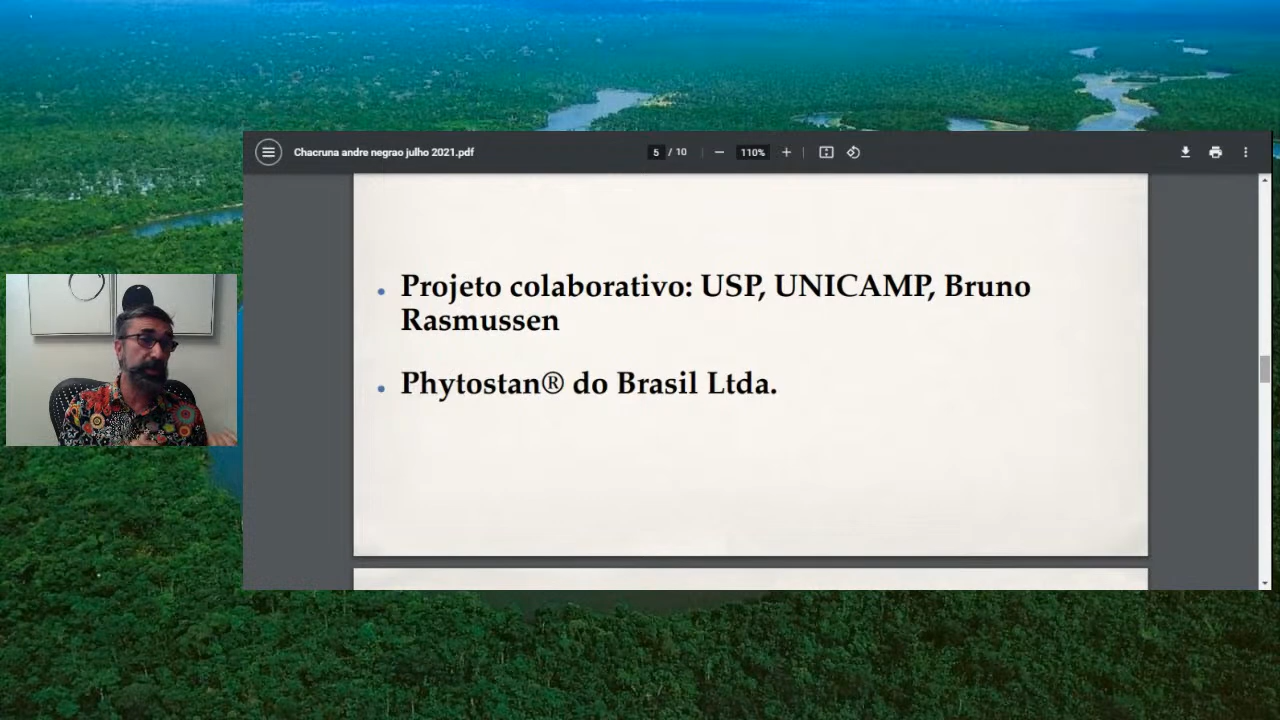 Chacruna andre negrao julho 2021.pdf
5 / 10
110%
• Projeto colaborativo: USP, UNICAMP, Bruno
Rasmussen
• Phytostan® do Brasil Ltda.